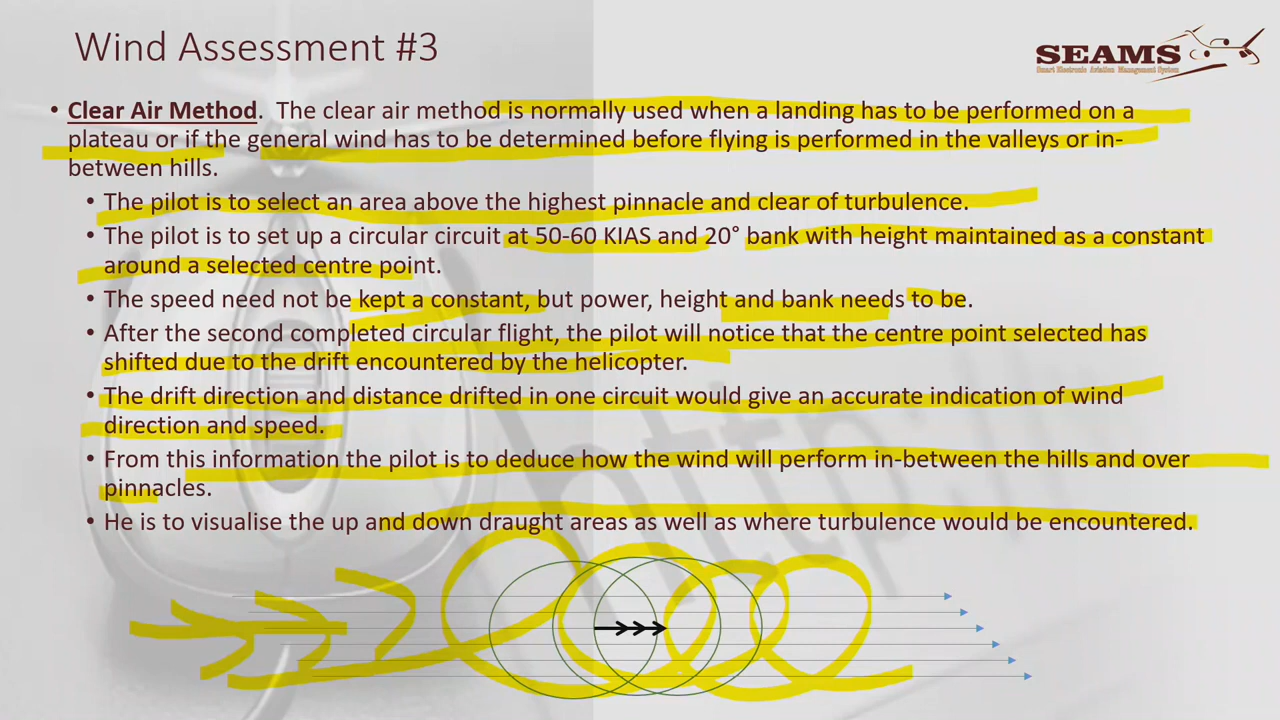 Wind Assessment #3
SEAMS
Smart Electronic Aviation Management System
• Clear Air Method. The clear air method is normally used when a landing has to be performed on a
plateau or if the general wind has to be determined before flying is performed in the valleys or in-
between hills.
• The pilot is to select an area above the highest pinnacle and clear of turbulence.
• The pilot is to set up a circular circuit at 50-60 KIAS and 20° bank with height maintained as a constant
around a selected centre point.
• The speed need not be kept a constant, but power, height and bank needs to be.
• After the second completed circular flight, the pilot will notice that the centre point selected has
shifted due to the drift encountered by the helicopter.
• The drift direction and distance drifted in one circuit would give an accurate indication of wind
direction and speed.
• From this information the pilot is to deduce how the wind will perform in-between the hills and over
pinnacles.
• He is to visualise the up and down draught areas as well as where turbulence would be encountered.
http://